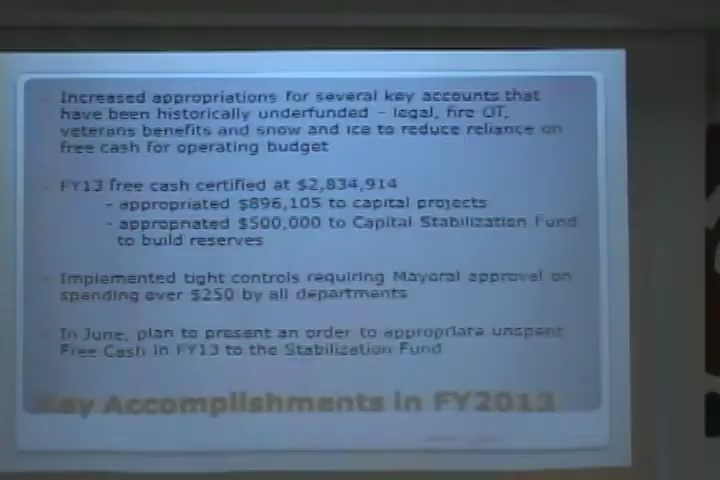 Increased appropriations for several key accounts that
have been historically underfunded - legal, fire OT,
veterans benefits and snow and ice to reduce reliance on
free cash for operating budget
FY13 free cash certified at $2,834,914
- appropriated $896,105 to capital projects
- appropriated $500,000 to Capital Stabilization Fund
to build reserves
Implemented tight controls requiring Mayoral approval on
spending over $250 by all departments
In June, plan to present an order to appropriate unspent
Free Cash in FY13 to the Stabilization Fund
Key Accomplishments in FY2013